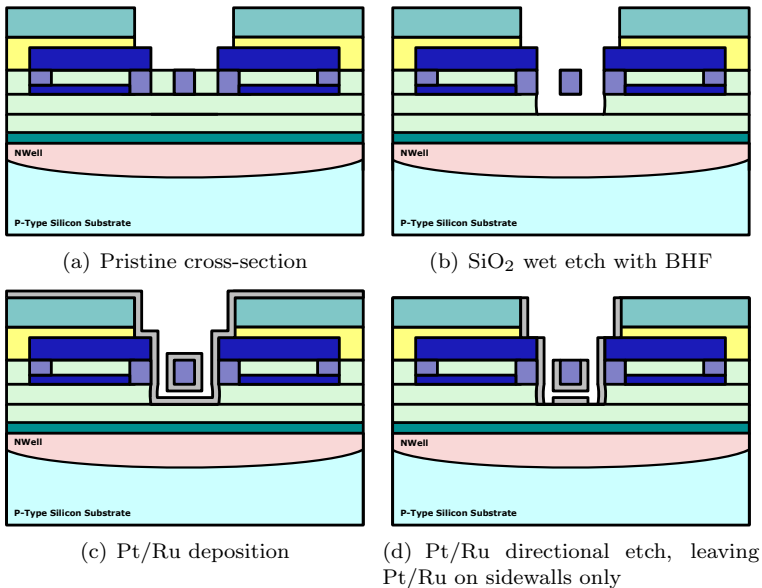 NWell
P-Type Silicon Substrate
(a) Pristine cross-section
NWell
P-Type Silicon Substrate
(b) SiO₂ wet etch with BHF
NWell
P-Type Silicon Substrate
(c) Pt/Ru deposition
NWell
P-Type Silicon Substrate
(d) Pt/Ru directional etch, leaving
Pt/Ru on sidewalls only